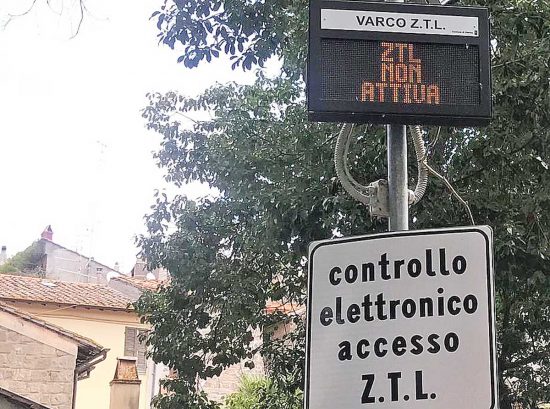 VARCO Z.T.L.
ZTL
NON
ATTIVA
controllo
elettronico
accesso
Z.T.L.